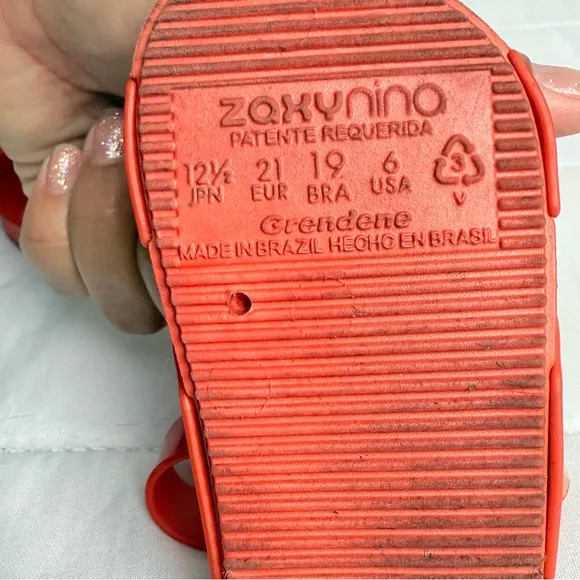 zaxynina
PATENTE REQUERIDA
12½ 21 19 6 3
JPN EUR BRA USA V
Grendene
MADE IN BRAZIL HECHO EN BRASIL